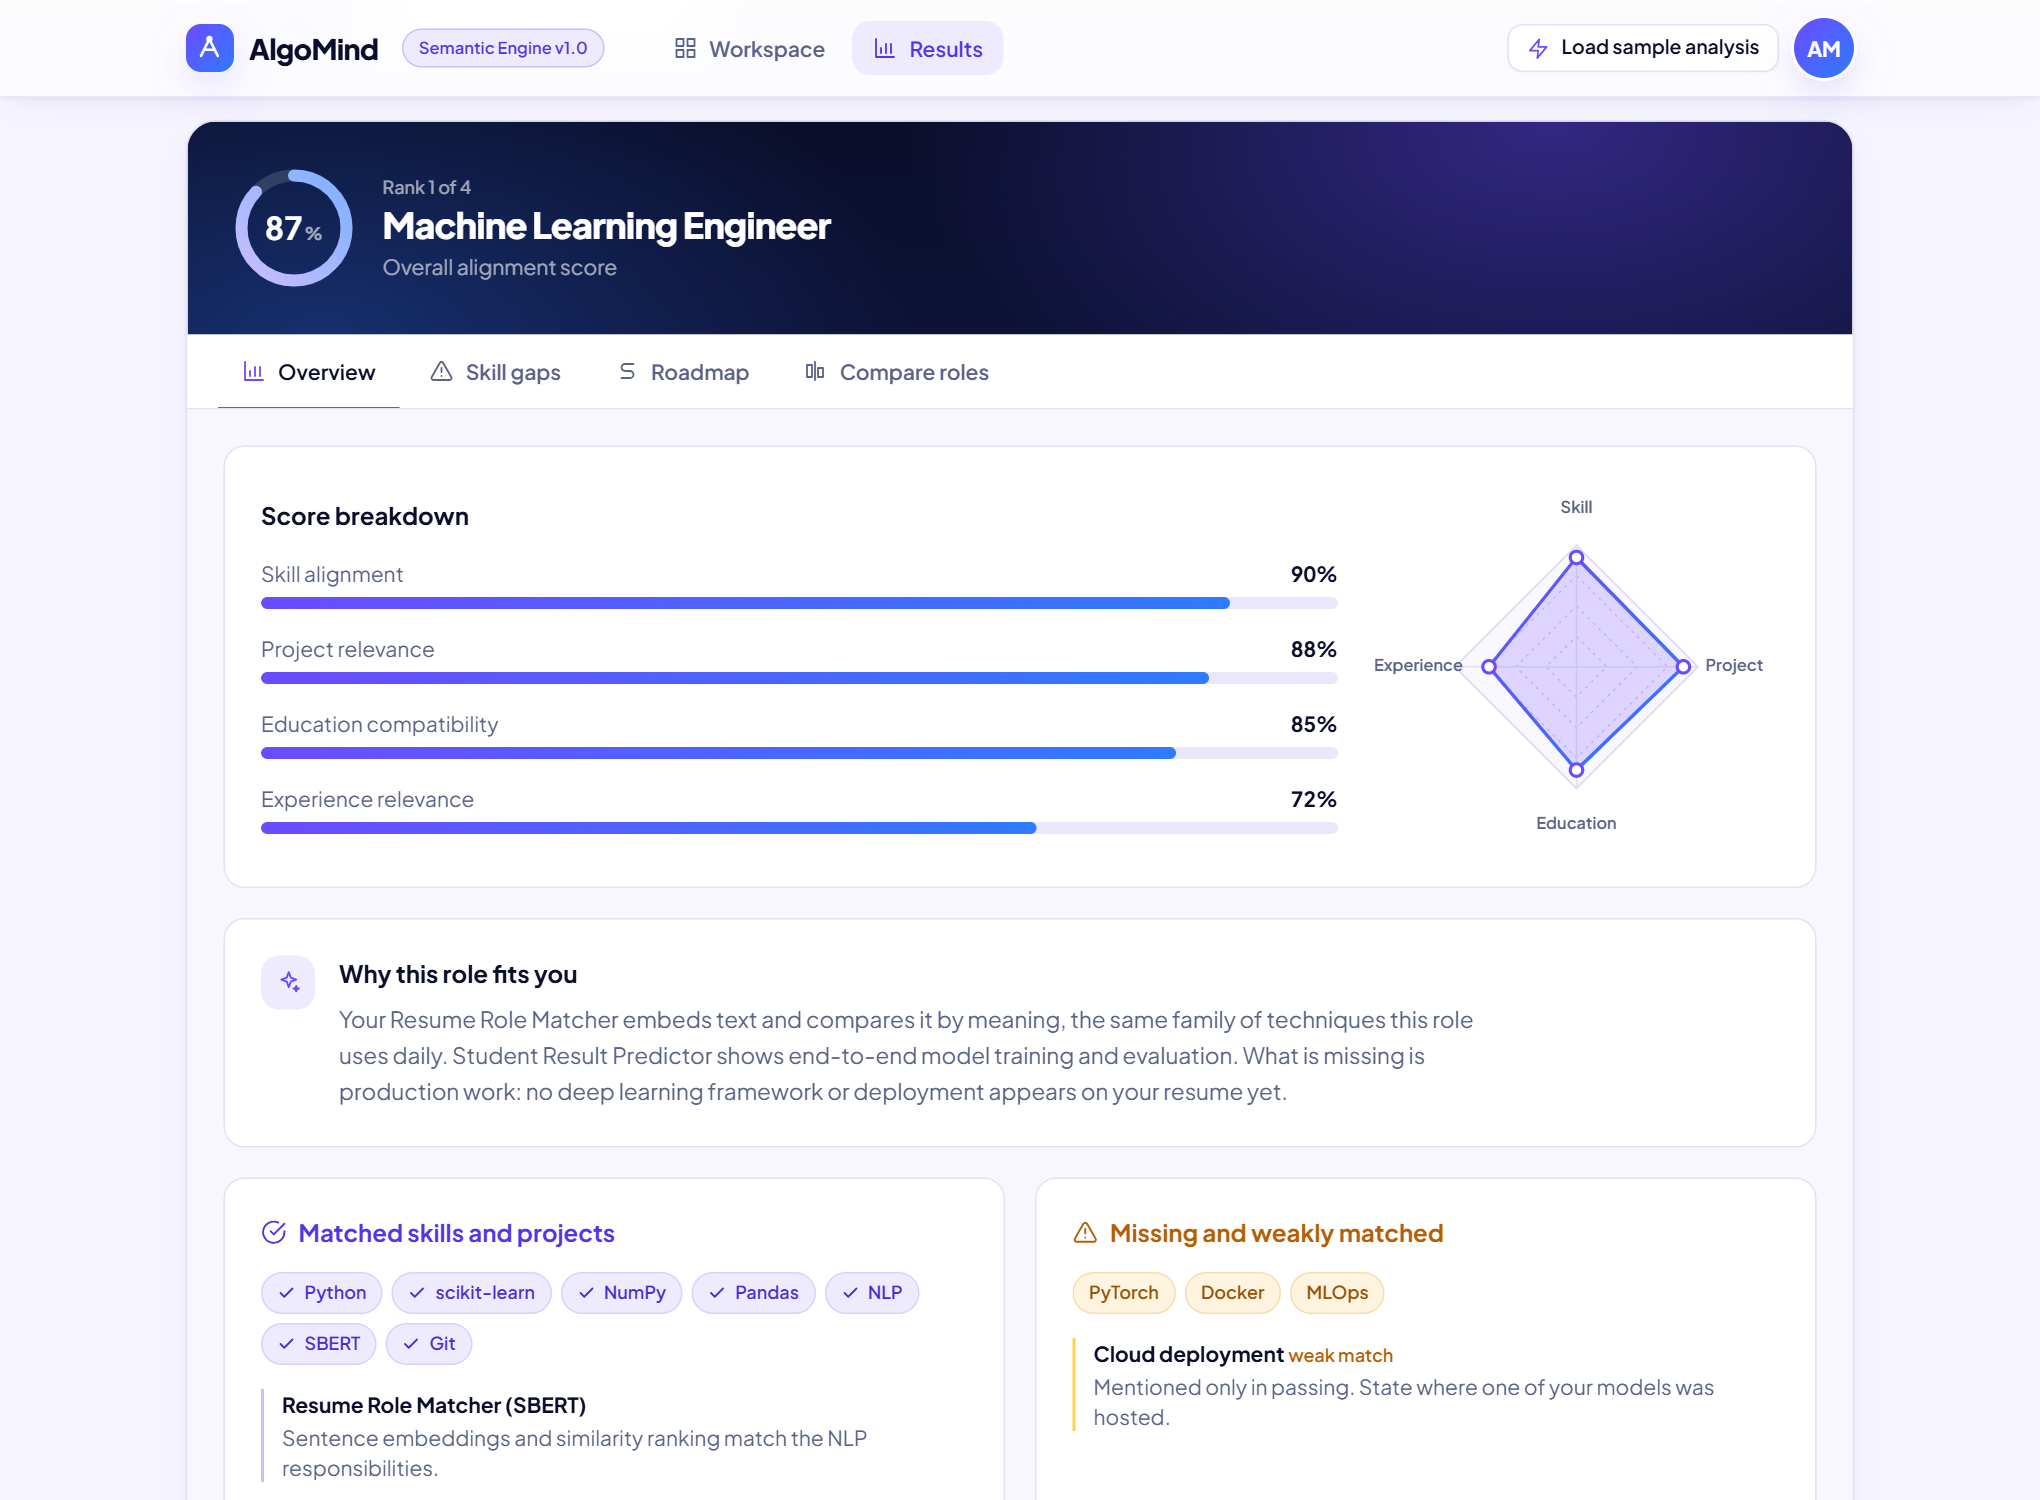 AlgoMind
Semantic Engine v1.0
Workspace
Results
Load sample analysis
AM
87%
Rank 1 of 4
Machine Learning Engineer
Overall alignment score
Overview
Skill gaps
Roadmap
Compare roles
Score breakdown
Skill alignment 90%
Project relevance 88%
Education compatibility 85%
Experience relevance 72%
Skill
Experience
Project
Education
Why this role fits you
Your Resume Role Matcher embeds text and compares it by meaning, the same family of techniques this role
uses daily. Student Result Predictor shows end-to-end model training and evaluation. What is missing is
production work: no deep learning framework or deployment appears on your resume yet.
Matched skills and projects
Python scikit-learn NumPy Pandas NLP
SBERT Git
Resume Role Matcher (SBERT)
Sentence embeddings and similarity ranking match the NLP
responsibilities.
Missing and weakly matched
PyTorch Docker MLOps
Cloud deployment weak match
Mentioned only in passing. State where one of your models was
hosted.